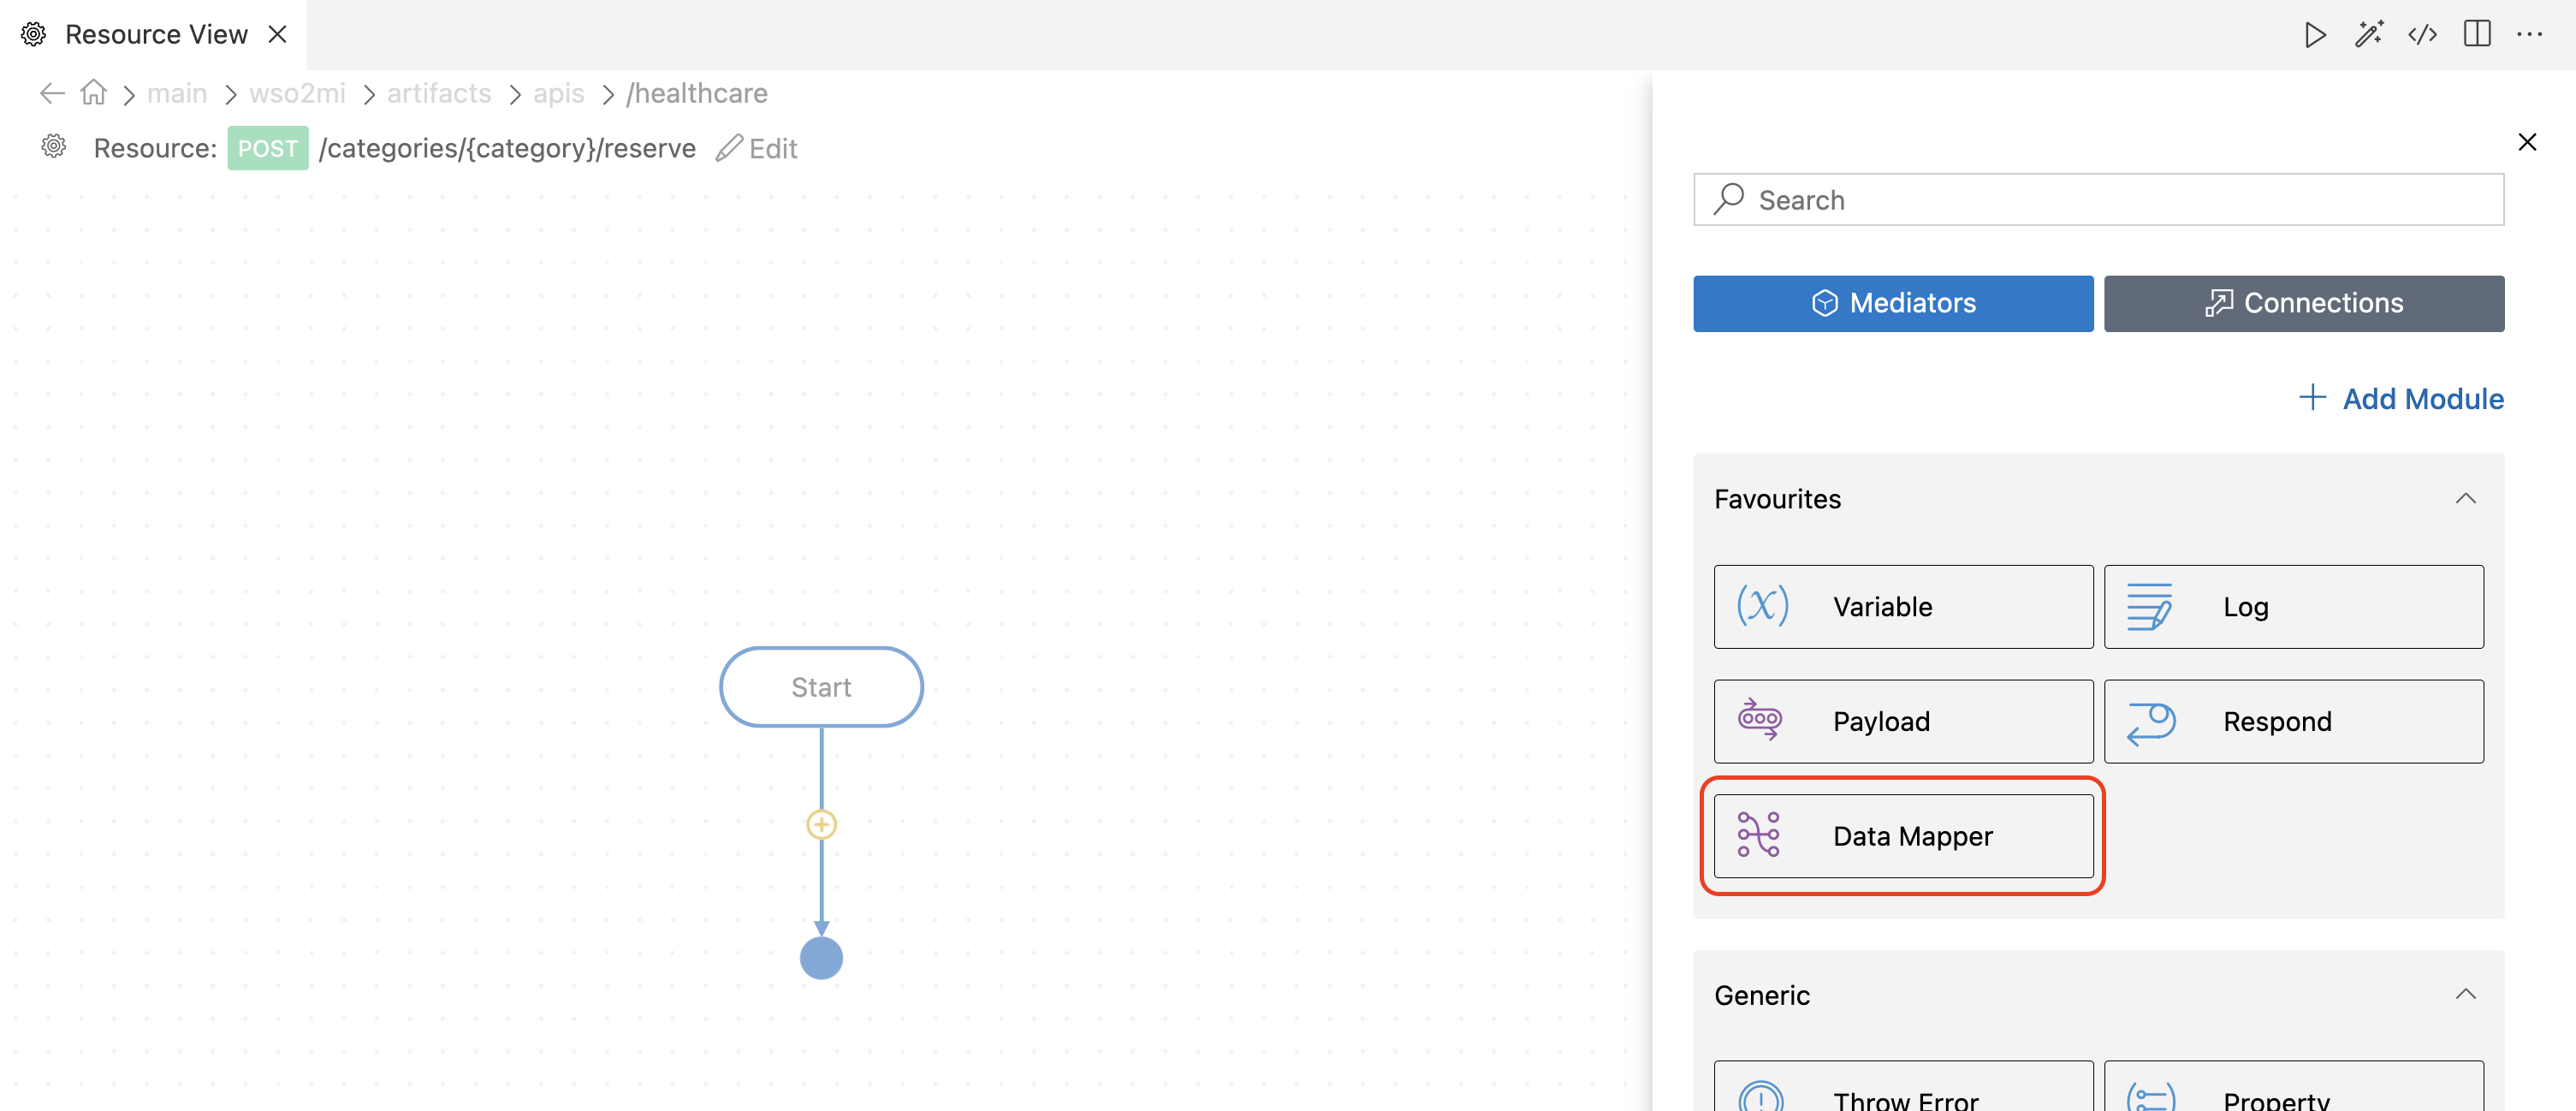 Resource View
main > wso2mi > artifacts > apis > /healthcare
Resource: POST /categories/{category}/reserve Edit
Start
Search
Mediators Connections
+ Add Module
Favourites
Variable Log
Payload Respond
Data Mapper
Generic
Throw Error Property